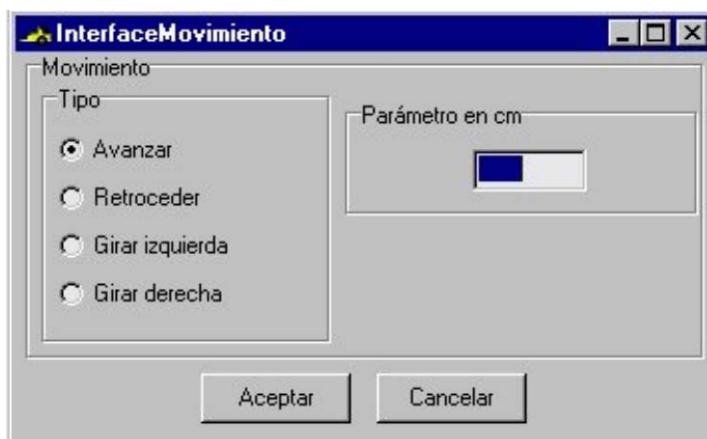 InterfaceMovimiento
Movimiento
Tipo
Avanzar
Retroceder
Girar izquierda
Girar derecha
Parámetro en cm
Aceptar
Cancelar